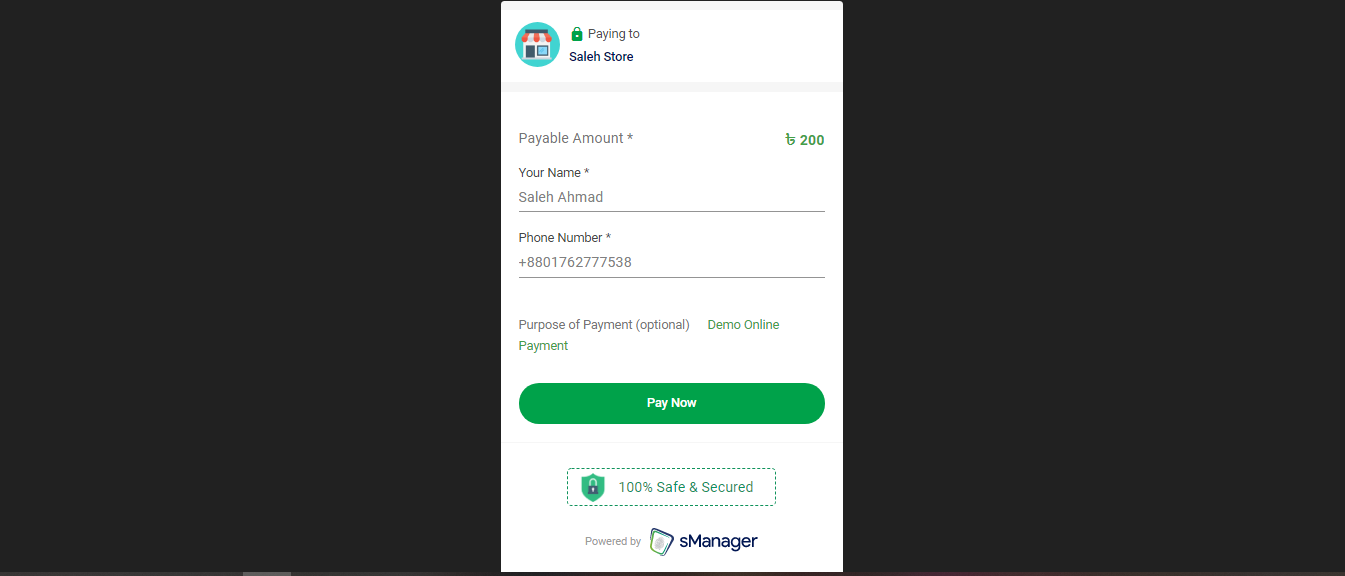 Paying to
Saleh Store
Payable Amount * ৳ 200
Your Name *
Saleh Ahmad
Phone Number *
+8801762777538
Purpose of Payment (optional) Demo Online
Payment
Pay Now
100% Safe & Secured
Powered by sManager